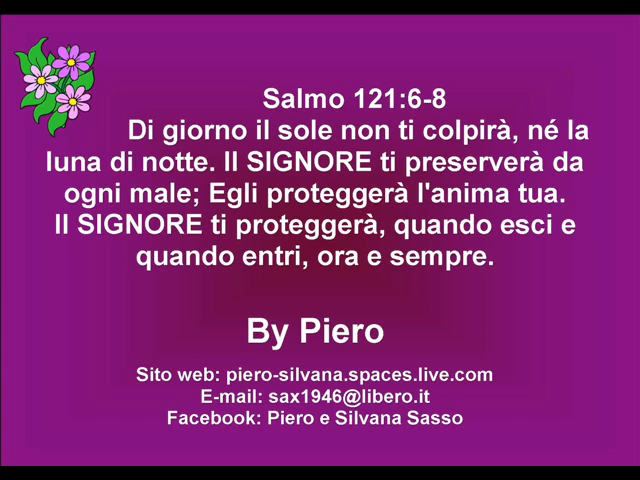 Salmo 121:6-8
Di giorno il sole non ti colpirà, né la
luna di notte. Il SIGNORE ti preserverà da
ogni male; Egli proteggerà l'anima tua.
Il SIGNORE ti proteggerà, quando esci e
quando entri, ora e sempre.
By Piero
Sito web: piero-silvana.spaces.live.com
E-mail: sax1946@libero.it
Facebook: Piero e Silvana Sasso